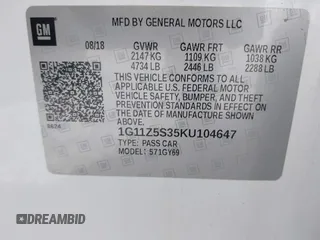 GM
MFD BY GENERAL MOTORS LLC
08/18 GVWR GAWR FRT GAWR RR
2147 KG 1109 KG 1038 KG
4734 LB 2446 LB 2288 LB
THIS VEHICLE CONFORMS TO ALL
APPLICABLE U.S. FEDERAL MOTOR
VEHICLE SAFETY, BUMPER, AND THEFT
PREVENTION STANDARDS IN EFFECT ON
THE DATE OF MANUFACTURE SHOWN ABOVE.
1G11Z5S35KU104647
TYPE: PASS CAR
MODEL: 571GY69
DREAMBID